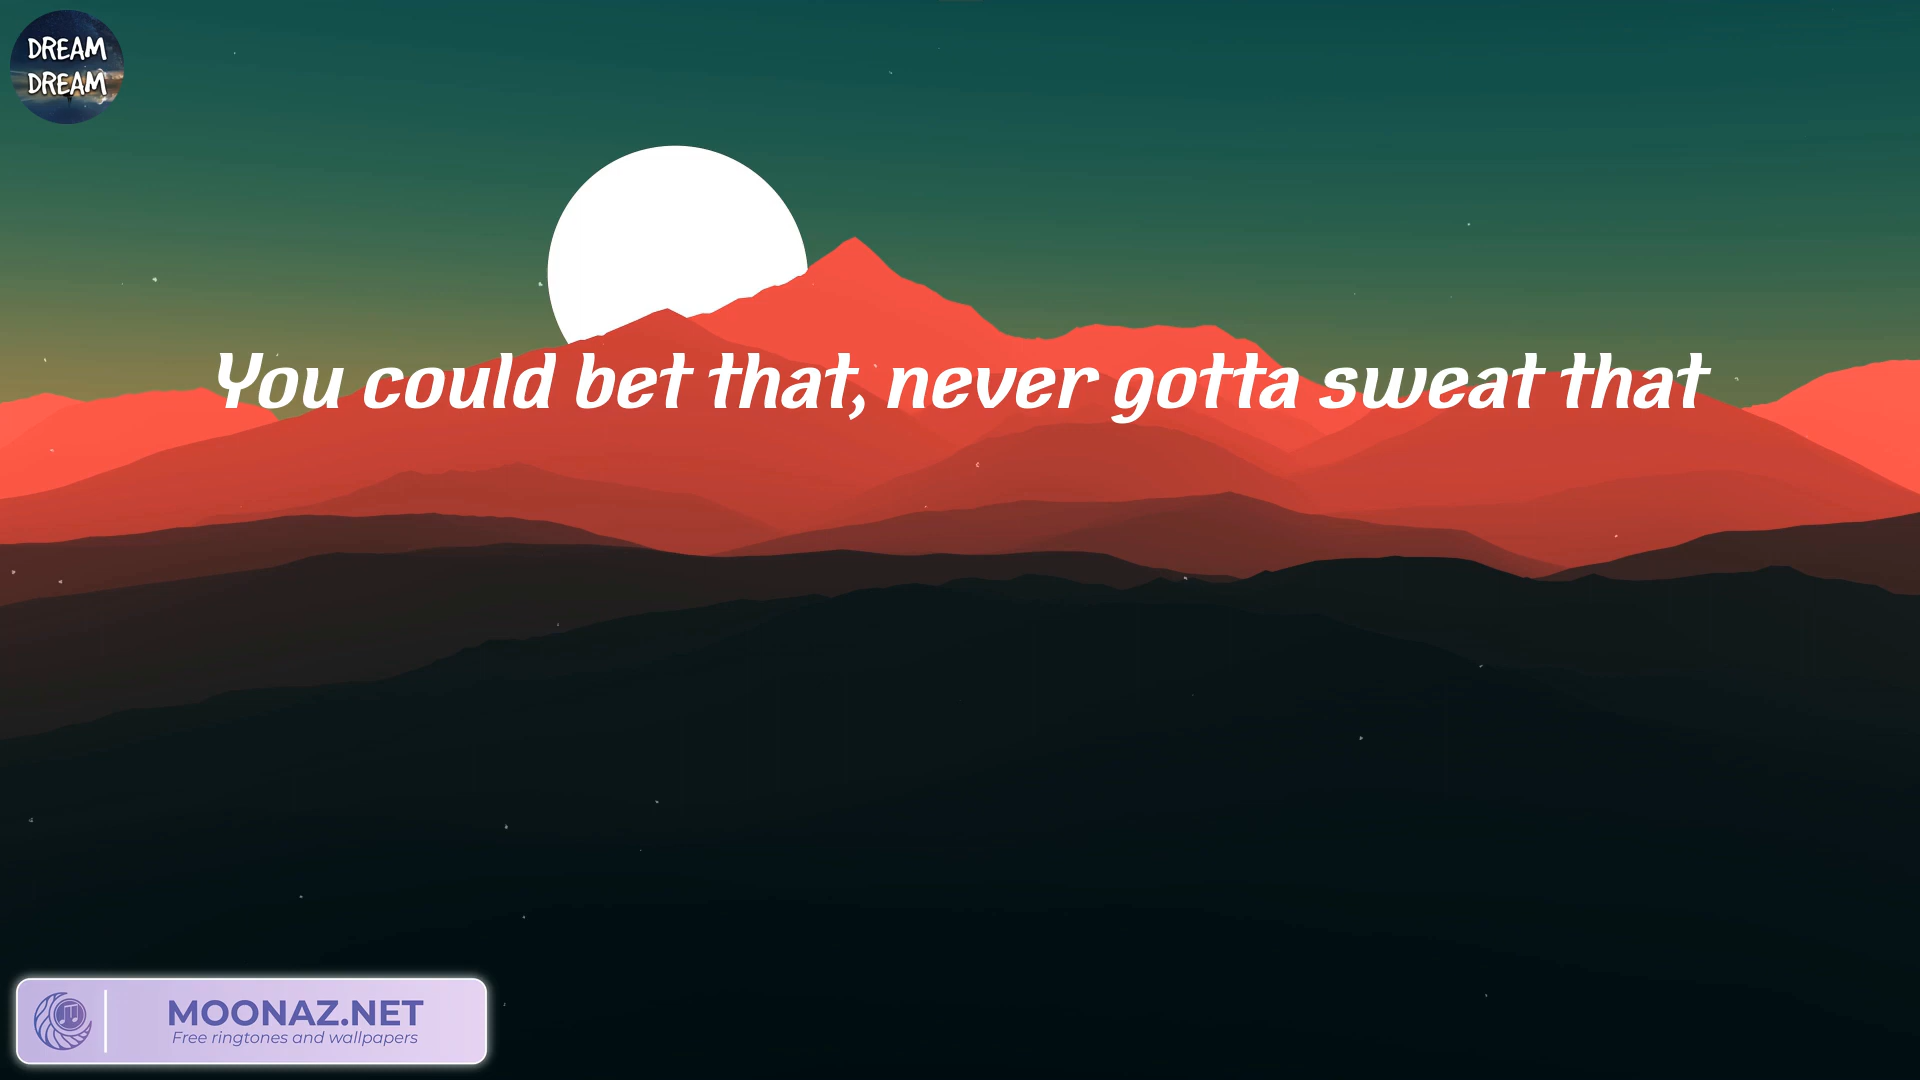 DREAM
DREAM
You could bet that, never gotta sweat that
MOONAZ.NET
Free ringtones and wallpapers